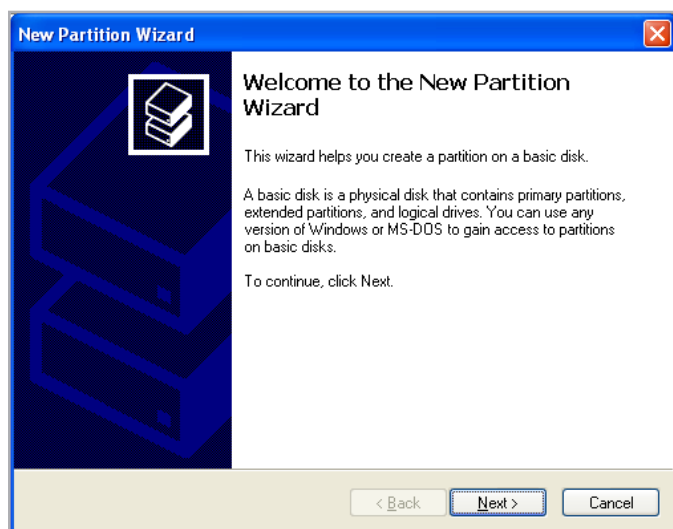 New Partition Wizard
Welcome to the New Partition
Wizard
This wizard helps you create a partition on a basic disk.
A basic disk is a physical disk that contains primary partitions,
extended partitions, and logical drives. You can use any
version of Windows or MS-DOS to gain access to partitions
on basic disks.
To continue, click Next.
< Back
Next >
Cancel